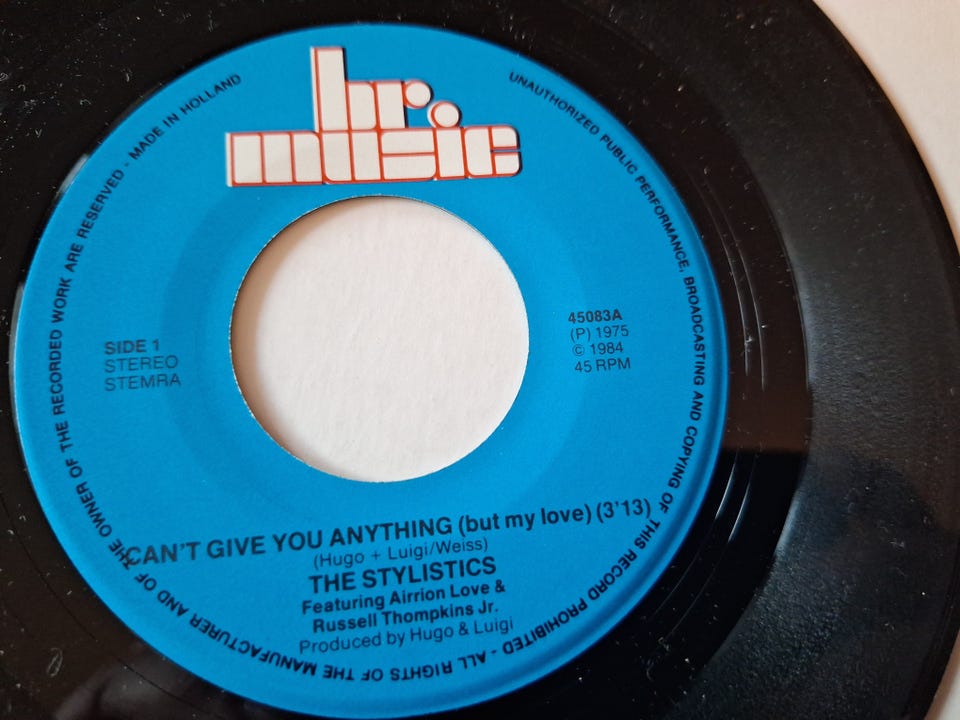 br.
music
MADE IN HOLLAND
UNAUTHORIZED PUBLIC PERFORMANCE, BROADCASTING AND COPYING OF THIS RECORD PROHIBITED - ALL RIGHTS OF THE MANUFACTURER AND OF THE OWNER OF THE RECORDED WORK ARE RESERVED -
SIDE 1
STEREO
STEMRA
45083A
(P) 1975
© 1984
45 RPM
CAN'T GIVE YOU ANYTHING (but my love) (3'13)
(Hugo + Luigi/Weiss)
THE STYLISTICS
Featuring Airrion Love &
Russell Thompkins Jr.
Produced by Hugo & Luigi